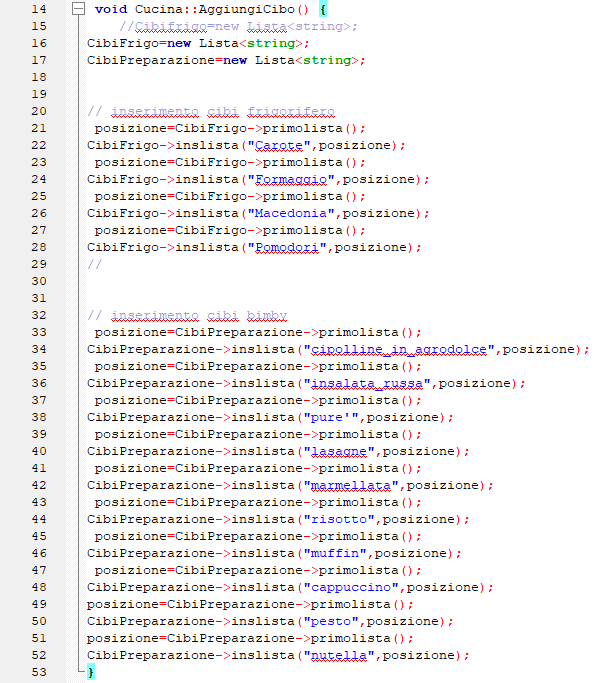 14 void Cucina::AggiungiCibo() {
15 //Cibifrigo=new Lista<string>;
16 CibiFrigo=new Lista<string>;
17 CibiPreparazione=new Lista<string>;
18
19
20 // inserimento cibi frigorifero
21 posizione=CibiFrigo->primolista();
22 CibiFrigo->inslista("Carote",posizione);
23 posizione=CibiFrigo->primolista();
24 CibiFrigo->inslista("Formaggio",posizione);
25 posizione=CibiFrigo->primolista();
26 CibiFrigo->inslista("Macedonia",posizione);
27 posizione=CibiFrigo->primolista();
28 CibiFrigo->inslista("Pomodori",posizione);
29 //
30
31
32 // inserimento cibi bimby
33 posizione=CibiPreparazione->primolista();
34 CibiPreparazione->inslista("cipolline_in_agrodolce",posizione);
35 posizione=CibiPreparazione->primolista();
36 CibiPreparazione->inslista("insalata_russa",posizione);
37 posizione=CibiPreparazione->primolista();
38 CibiPreparazione->inslista("pure'",posizione);
39 posizione=CibiPreparazione->primolista();
40 CibiPreparazione->inslista("lasagne",posizione);
41 posizione=CibiPreparazione->primolista();
42 CibiPreparazione->inslista("marmellata",posizione);
43 posizione=CibiPreparazione->primolista();
44 CibiPreparazione->inslista("risotto",posizione);
45 posizione=CibiPreparazione->primolista();
46 CibiPreparazione->inslista("muffin",posizione);
47 posizione=CibiPreparazione->primolista();
48 CibiPreparazione->inslista("cappuccino",posizione);
49 posizione=CibiPreparazione->primolista();
50 CibiPreparazione->inslista("pesto",posizione);
51 posizione=CibiPreparazione->primolista();
52 CibiPreparazione->inslista("nutella",posizione);
53 }